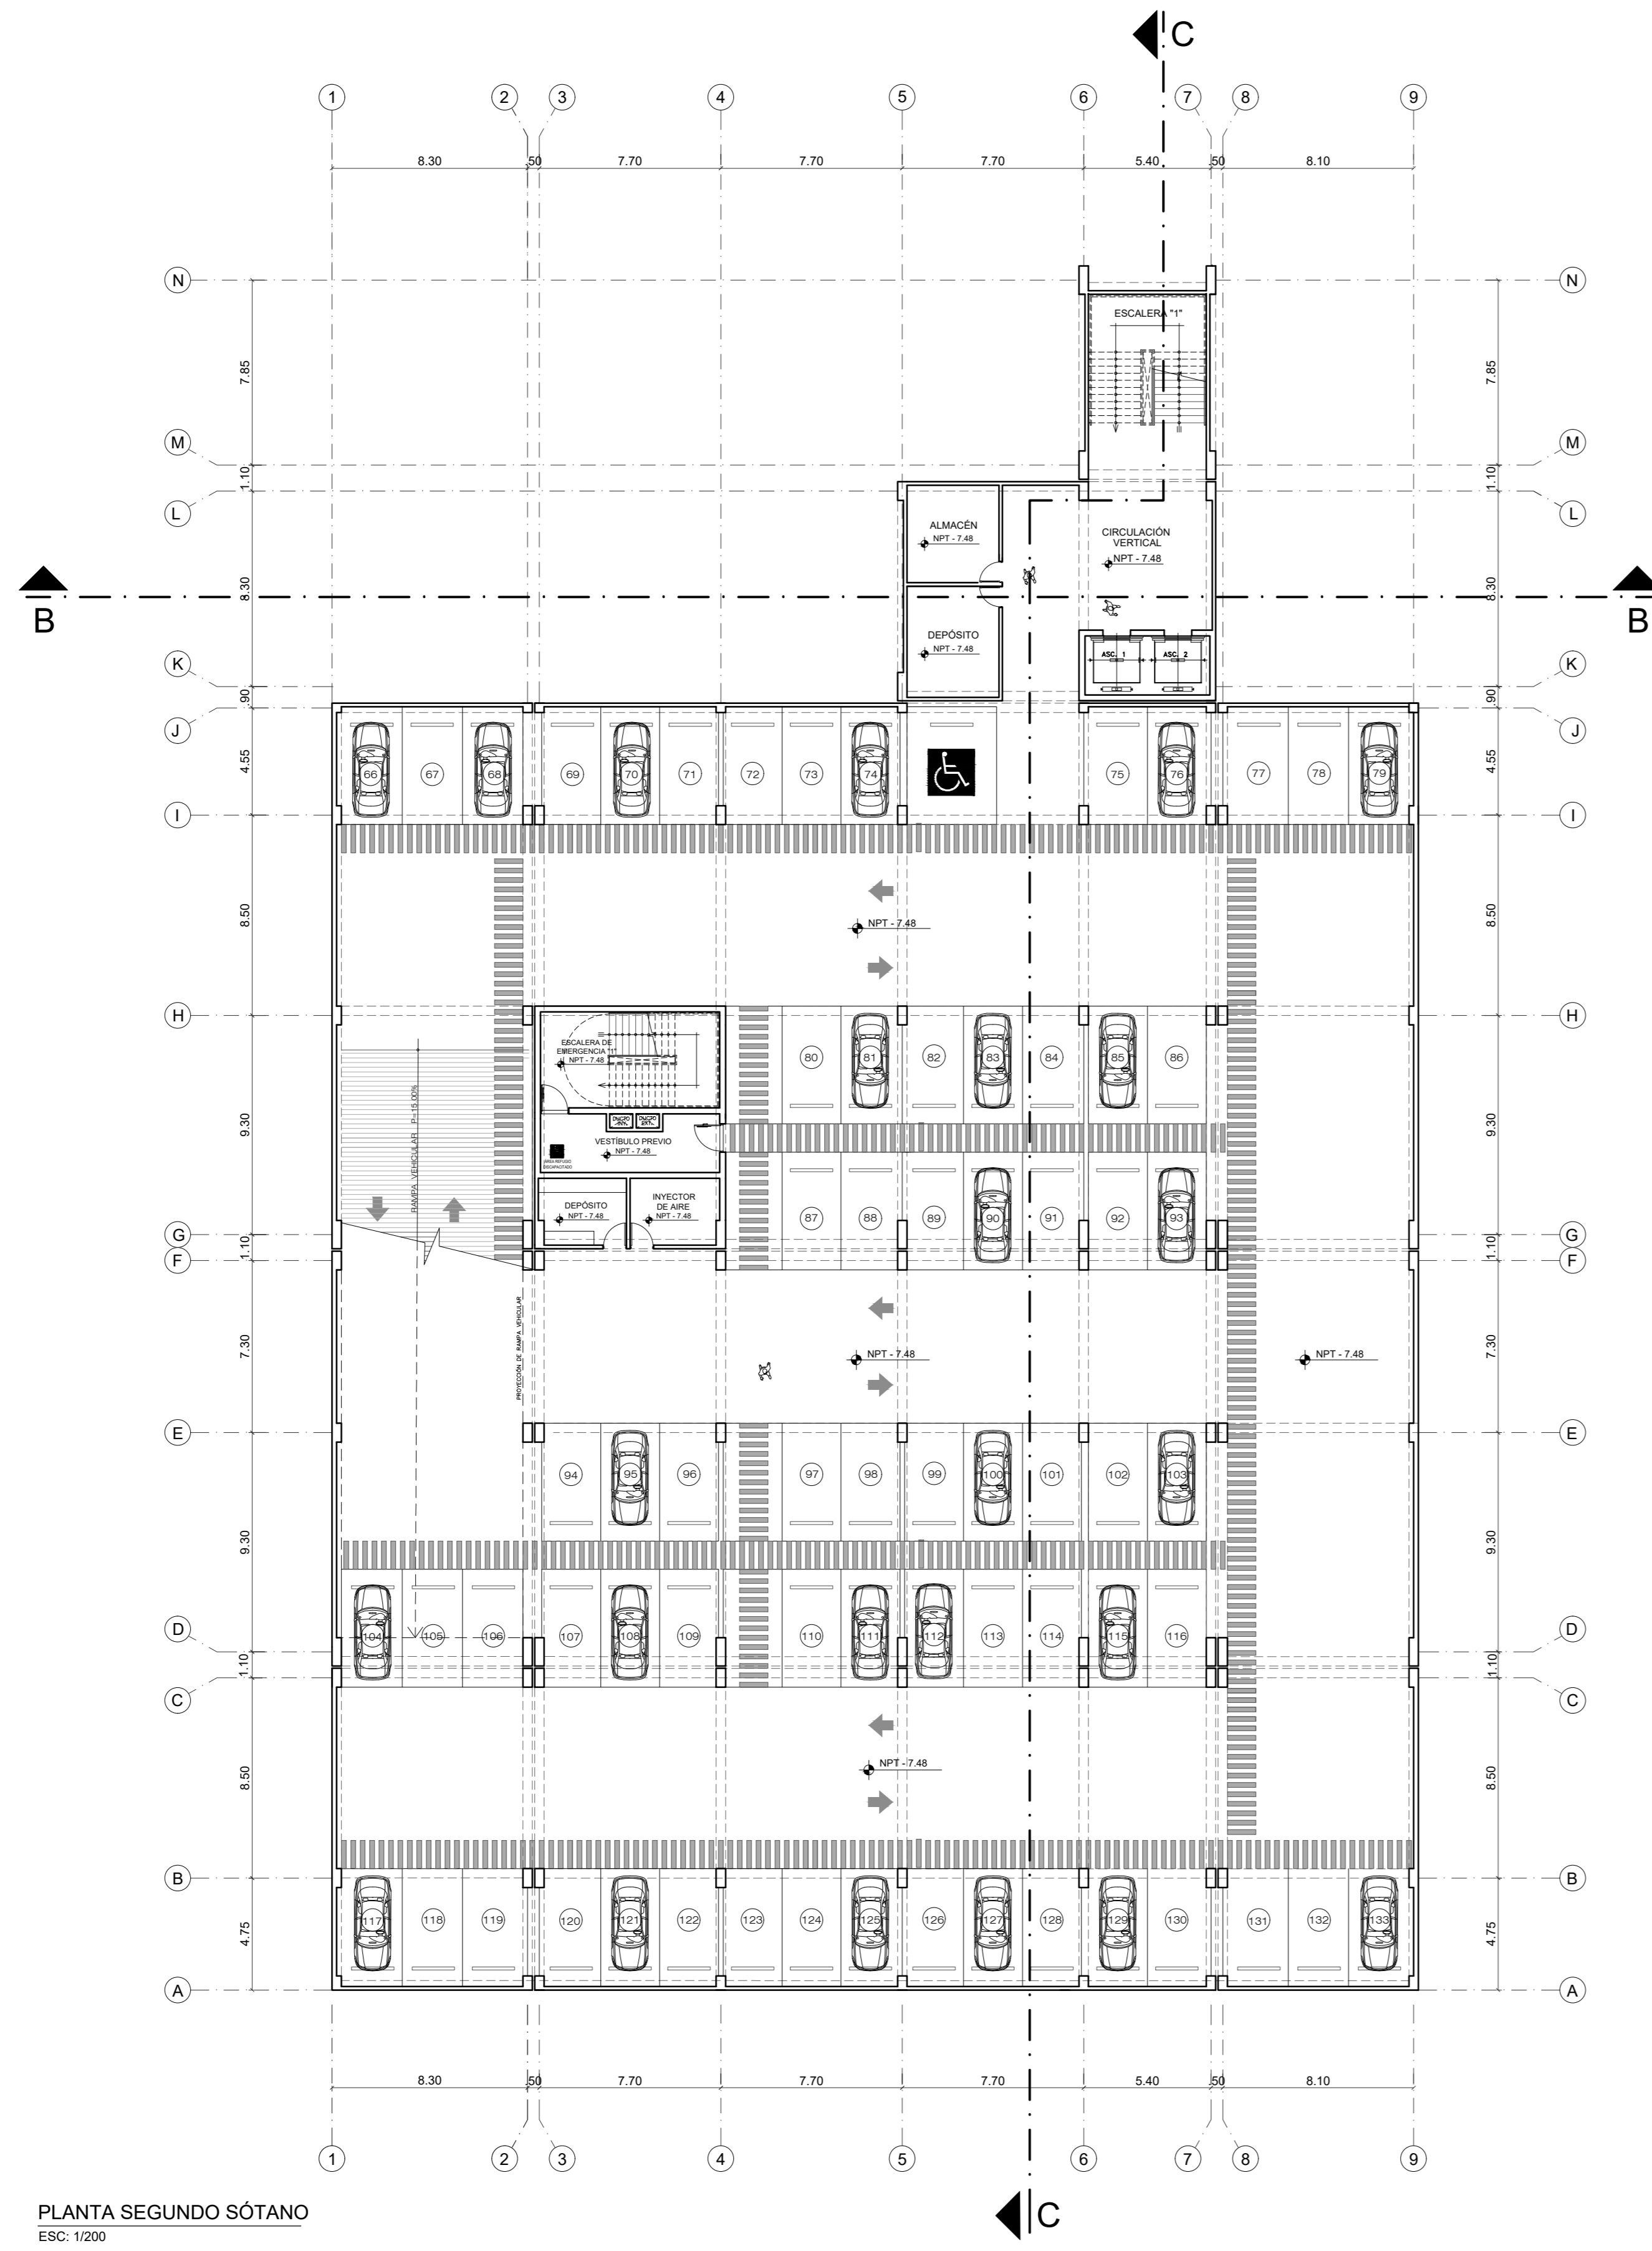 C
1 2 3 4 5 6 7 8 9
8.30 .50 7.70 7.70 7.70 5.40 .50 8.10
N N
ESCALERA "1"
7.85 7.85
M M
1.10 1.10
L L
ALMACÉN
NPT - 7.48
CIRCULACIÓN
VERTICAL
NPT - 7.48
8.30 8.30
B B
DEPÓSITO
NPT - 7.48
ASC. 1 ASC. 2
K K
.90 .90
J J
4.55 4.55
66 67 68 69 70 71 72 73 74 75 76 77 78 79
I I
8.50 8.50
NPT - 7.48
H H
ESCALERA DE
EMERGENCIA "1"
NPT - 7.48
80 81 82 83 84 85 86
RAMPA VEHICULAR P=15.00%
9.30 9.30
DUCTO DUCTO
INY. EXT.
VESTÍBULO PREVIO
NPT - 7.48
ÁREA REFUGIO
DISCAPACITADO
DEPÓSITO
NPT - 7.48
INYECTOR
DE AIRE
NPT - 7.48
87 88 89 90 91 92 93
G G
1.10 1.10
F F
PROYECCIÓN DE RAMPA VEHICULAR
7.30 7.30
NPT - 7.48 NPT - 7.48
E E
94 95 96 97 98 99 100 101 102 103
9.30 9.30
104 105 106 107 108 109 110 111 112 113 114 115 116
D D
1.10 1.10
C C
8.50 8.50
NPT - 7.48
B B
117 118 119 120 121 122 123 124 125 126 127 128 129 130 131 132 133
4.75 4.75
A A
8.30 .50 7.70 7.70 7.70 5.40 .50 8.10
1 2 3 4 5 6 7 8 9
C
PLANTA SEGUNDO SÓTANO
ESC: 1/200